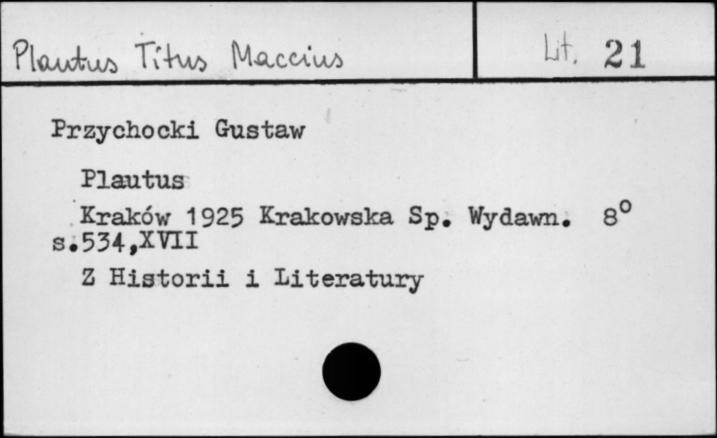 Plautus Titus Maccius Lit. 21
Przychocki Gustaw
Plautus
Kraków 1925 Krakowska Sp. Wydawn. 8°
s.534,XVII
Z Historii i Literatury